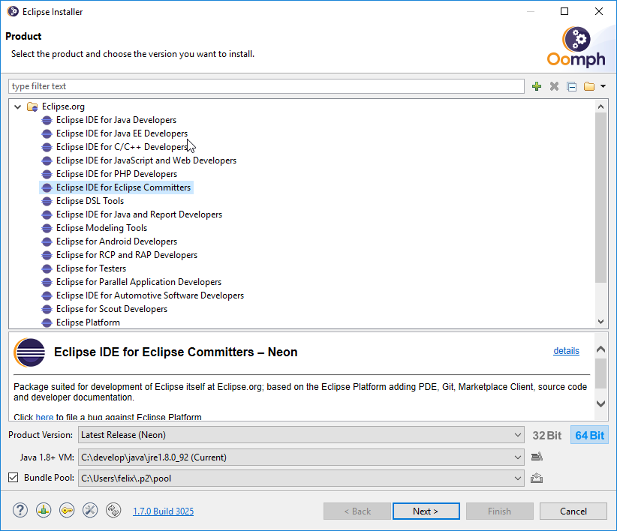 Eclipse Installer
Product
Select the product and choose the version you want to install.
Oomph
type filter text
Eclipse.org
Eclipse IDE for Java Developers
Eclipse IDE for Java EE Developers
Eclipse IDE for C/C++ Developers
Eclipse IDE for JavaScript and Web Developers
Eclipse IDE for PHP Developers
Eclipse IDE for Eclipse Committers
Eclipse DSL Tools
Eclipse IDE for Java and Report Developers
Eclipse Modeling Tools
Eclipse for Android Developers
Eclipse for RCP and RAP Developers
Eclipse for Testers
Eclipse for Parallel Application Developers
Eclipse IDE for Automotive Software Developers
Eclipse for Scout Developers
Eclipse Platform
Eclipse IDE for Eclipse Committers – Neon details
Package suited for development of Eclipse itself at Eclipse.org; based on the Eclipse Platform adding PDE, Git, Marketplace Client, source code
and developer documentation.
Click here to file a bug against Eclipse Platform
Product Version: Latest Release (Neon) 32 Bit 64 Bit
Java 1.8+ VM: C:\develop\java\jre1.8.0_92 (Current)
Bundle Pool: C:\Users\felix\.p2\pool
1.7.0 Build 3025 < Back Next > Finish Cancel